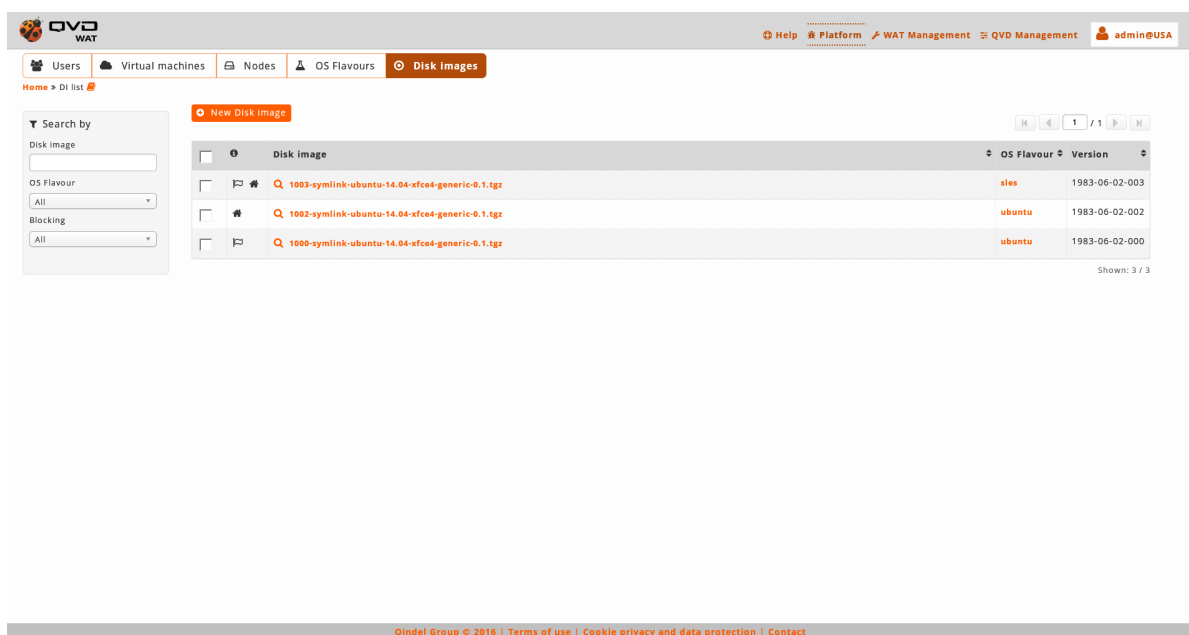 QVD
WAT
Help Platform WAT Management QVD Management admin@USA
Users Virtual machines Nodes OS Flavours Disk images
Home » DI list
Search by
Disk image
OS Flavour
All
Blocking
All
New Disk image
1 / 1
Disk image OS Flavour Version
1003-symlink-ubuntu-14.04-xfce4-generic-0.1.tgz sles 1983-06-02-003
1002-symlink-ubuntu-14.04-xfce4-generic-0.1.tgz ubuntu 1983-06-02-002
1000-symlink-ubuntu-14.04-xfce4-generic-0.1.tgz ubuntu 1983-06-02-000
Shown: 3 / 3
Qindel Group © 2016 | Terms of use | Cookie privacy and data protection | Contact